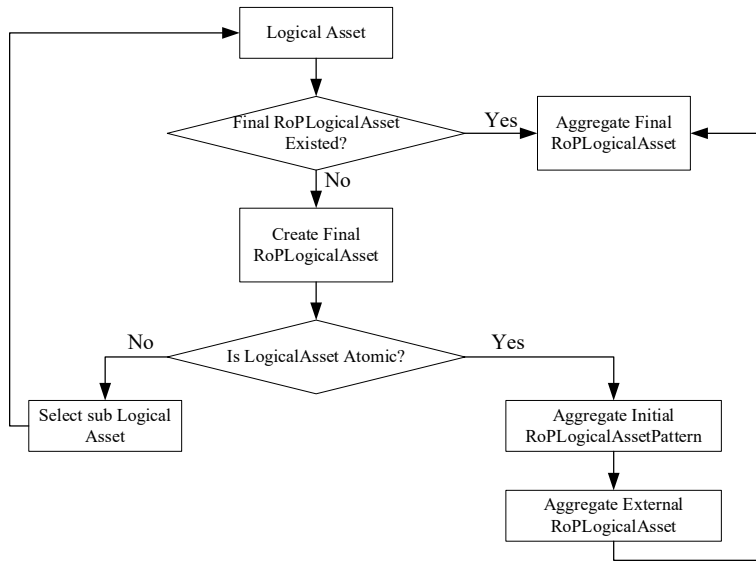 Logical Asset
Final RoPLogicalAsset
Existed?
Yes
Aggregate Final
RoPLogicalAsset
No
Create Final
RoPLogicalAsset
No
Is LogicalAsset Atomic?
Yes
Select sub Logical
Asset
Aggregate Initial
RoPLogicalAssetPattern
Aggregate External
RoPLogicalAsset